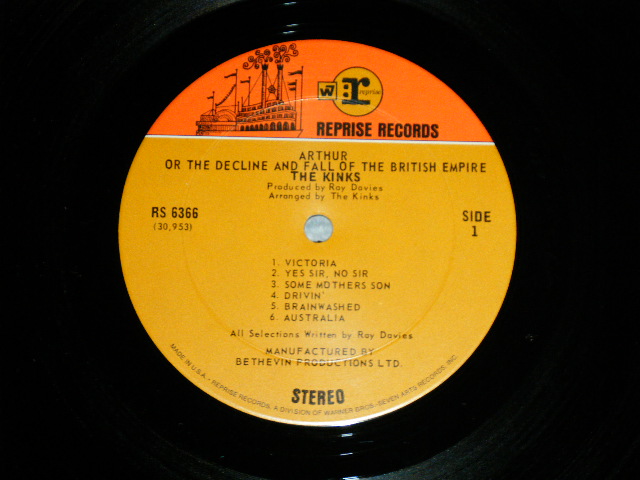 W7
r
reprise
REPRISE RECORDS
ARTHUR
OR THE DECLINE AND FALL OF THE BRITISH EMPIRE
THE KINKS
Produced by Ray Davies
Arranged by The Kinks
RS 6366
(30,953)
SIDE
1
1. VICTORIA
2. YES SIR, NO SIR
3. SOME MOTHERS SON
4. DRIVIN'
5. BRAINWASHED
6. AUSTRALIA
All Selections Written by Ray Davies
MANUFACTURED BY
BETHEVIN PRODUCTIONS LTD.
STEREO
MADE IN U.S.A. • REPRISE RECORDS, A DIVISION OF WARNER BROS.-SEVEN ARTS RECORDS, INC.